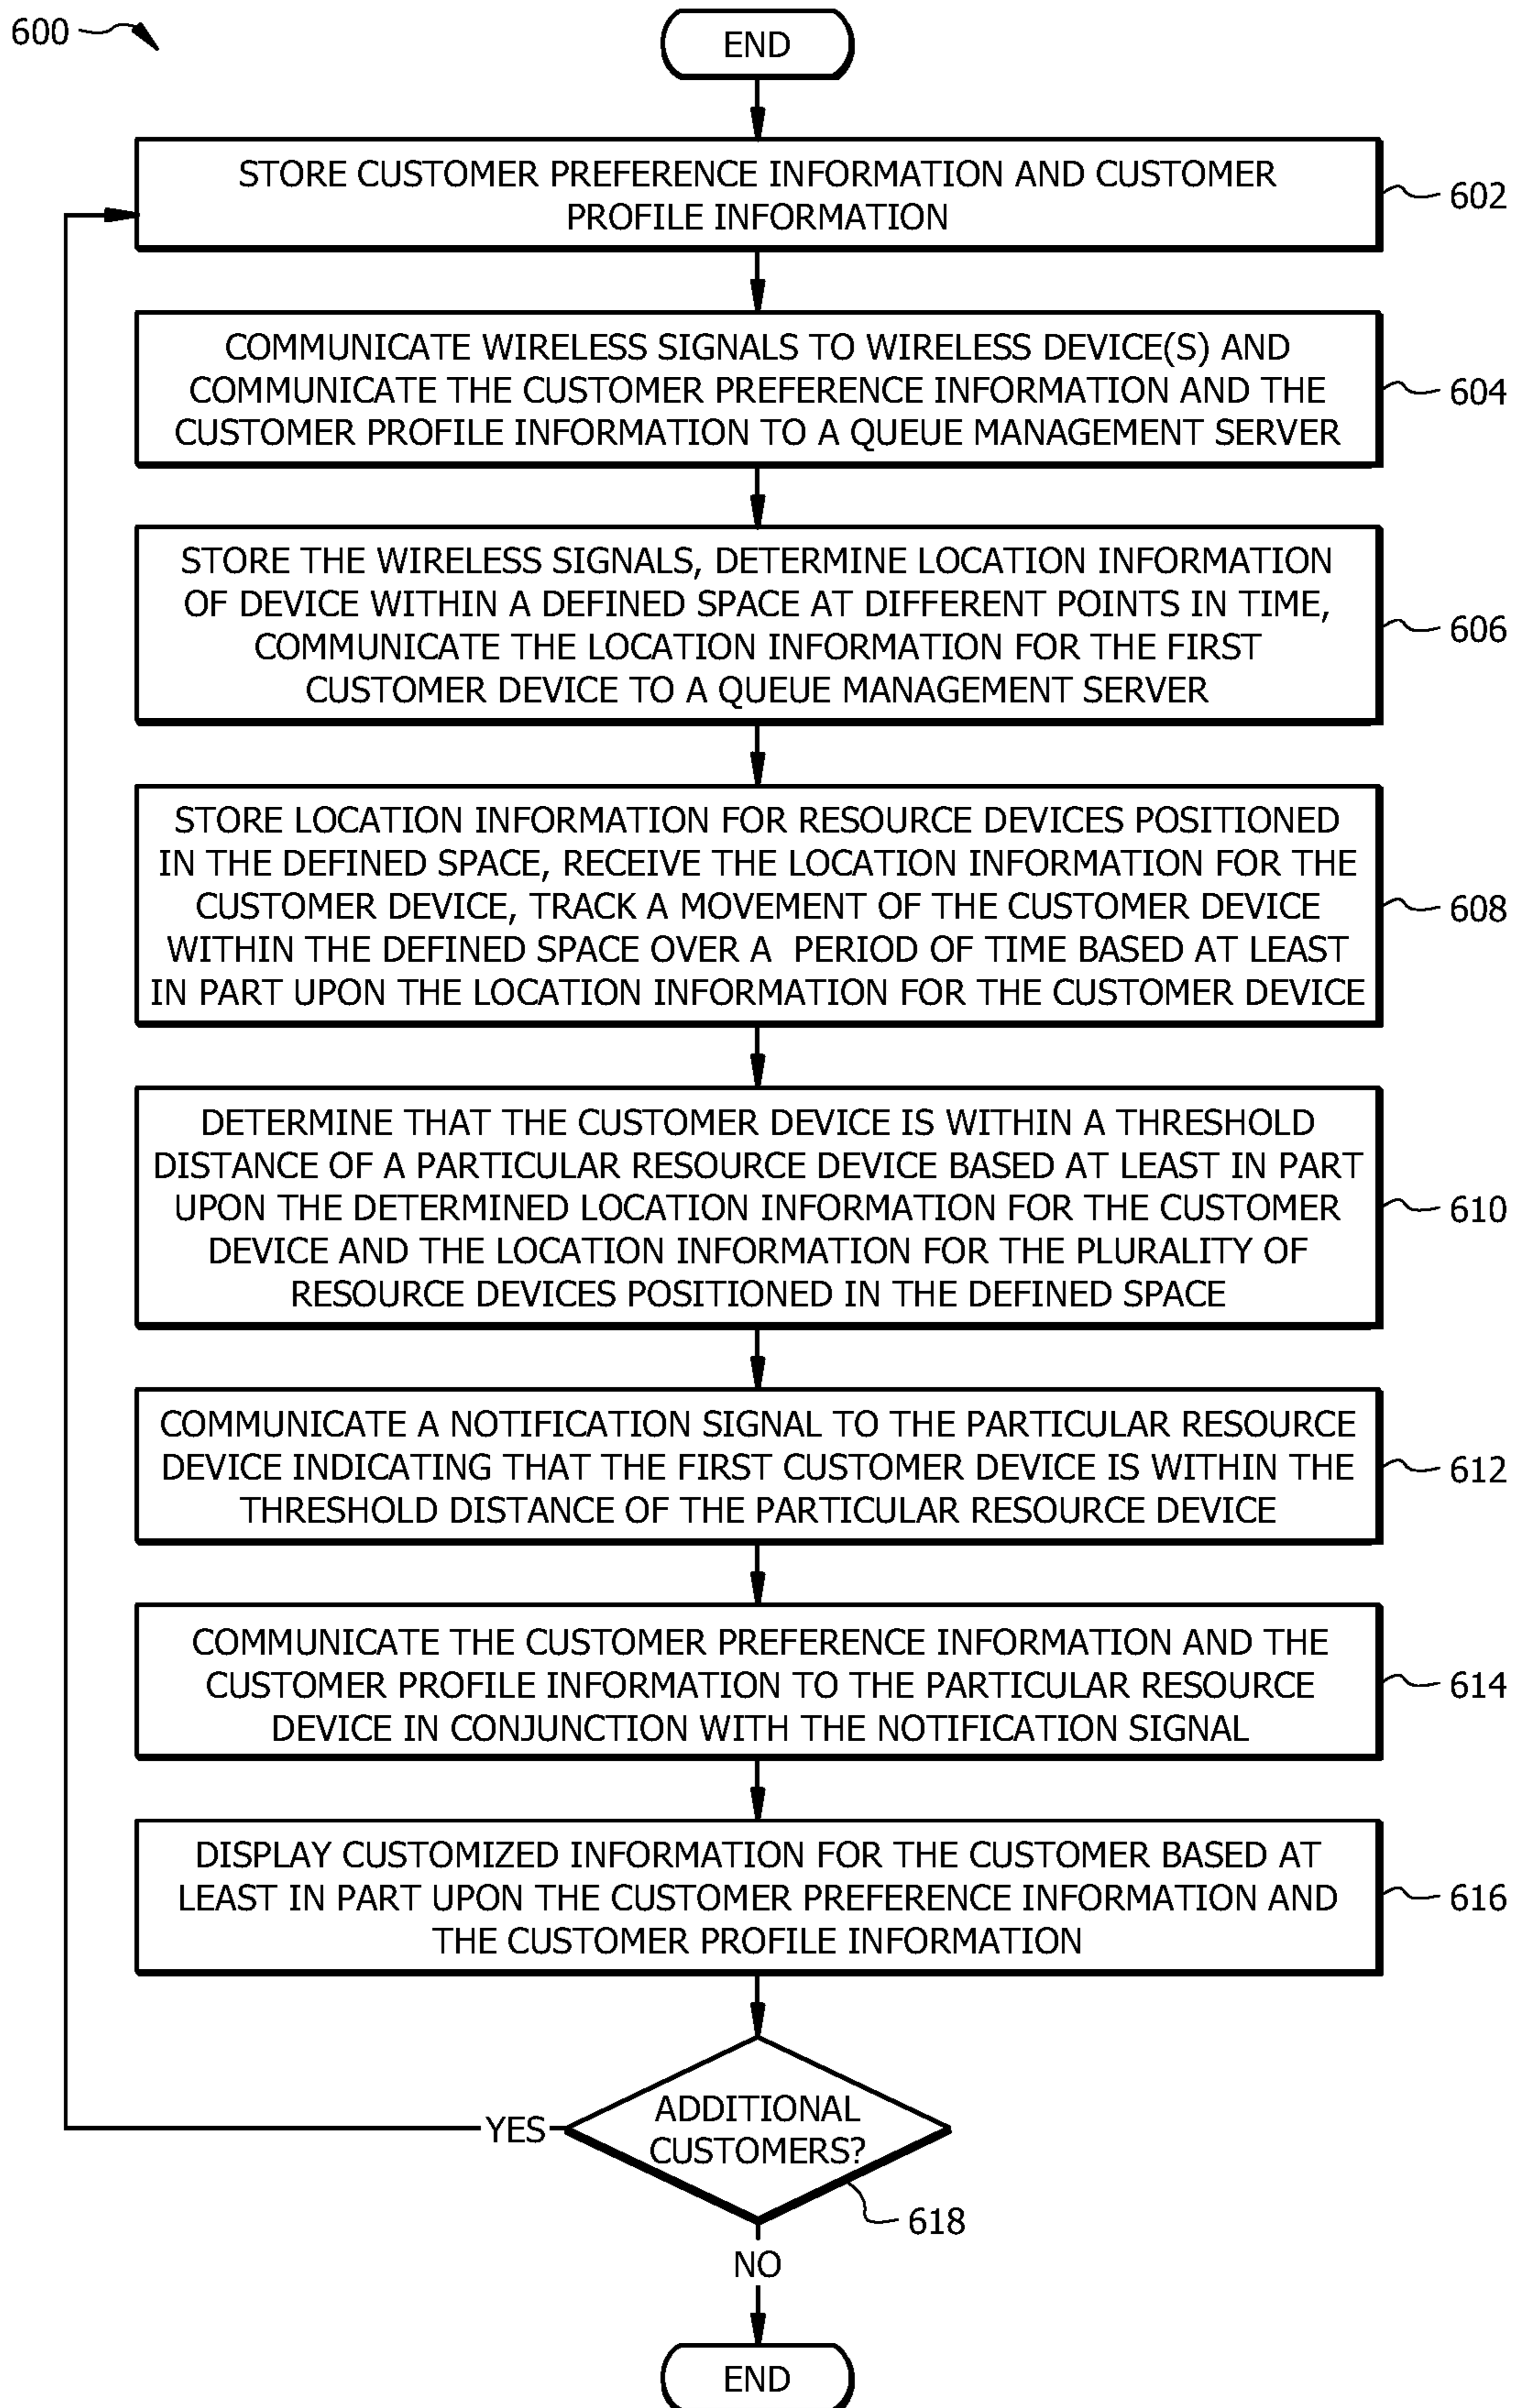 600
END
STORE CUSTOMER PREFERENCE INFORMATION AND CUSTOMER
PROFILE INFORMATION
602
COMMUNICATE WIRELESS SIGNALS TO WIRELESS DEVICE(S) AND
COMMUNICATE THE CUSTOMER PREFERENCE INFORMATION AND THE
CUSTOMER PROFILE INFORMATION TO A QUEUE MANAGEMENT SERVER
604
STORE THE WIRELESS SIGNALS, DETERMINE LOCATION INFORMATION
OF DEVICE WITHIN A DEFINED SPACE AT DIFFERENT POINTS IN TIME,
COMMUNICATE THE LOCATION INFORMATION FOR THE FIRST
CUSTOMER DEVICE TO A QUEUE MANAGEMENT SERVER
606
STORE LOCATION INFORMATION FOR RESOURCE DEVICES POSITIONED
IN THE DEFINED SPACE, RECEIVE THE LOCATION INFORMATION FOR THE
CUSTOMER DEVICE, TRACK A MOVEMENT OF THE CUSTOMER DEVICE
WITHIN THE DEFINED SPACE OVER A PERIOD OF TIME BASED AT LEAST
IN PART UPON THE LOCATION INFORMATION FOR THE CUSTOMER DEVICE
608
DETERMINE THAT THE CUSTOMER DEVICE IS WITHIN A THRESHOLD
DISTANCE OF A PARTICULAR RESOURCE DEVICE BASED AT LEAST IN PART
UPON THE DETERMINED LOCATION INFORMATION FOR THE CUSTOMER
DEVICE AND THE LOCATION INFORMATION FOR THE PLURALITY OF
RESOURCE DEVICES POSITIONED IN THE DEFINED SPACE
610
COMMUNICATE A NOTIFICATION SIGNAL TO THE PARTICULAR RESOURCE
DEVICE INDICATING THAT THE FIRST CUSTOMER DEVICE IS WITHIN THE
THRESHOLD DISTANCE OF THE PARTICULAR RESOURCE DEVICE
612
COMMUNICATE THE CUSTOMER PREFERENCE INFORMATION AND THE
CUSTOMER PROFILE INFORMATION TO THE PARTICULAR RESOURCE
DEVICE IN CONJUNCTION WITH THE NOTIFICATION SIGNAL
614
DISPLAY CUSTOMIZED INFORMATION FOR THE CUSTOMER BASED AT
LEAST IN PART UPON THE CUSTOMER PREFERENCE INFORMATION AND
THE CUSTOMER PROFILE INFORMATION
616
ADDITIONAL
CUSTOMERS?
YES
618
NO
END